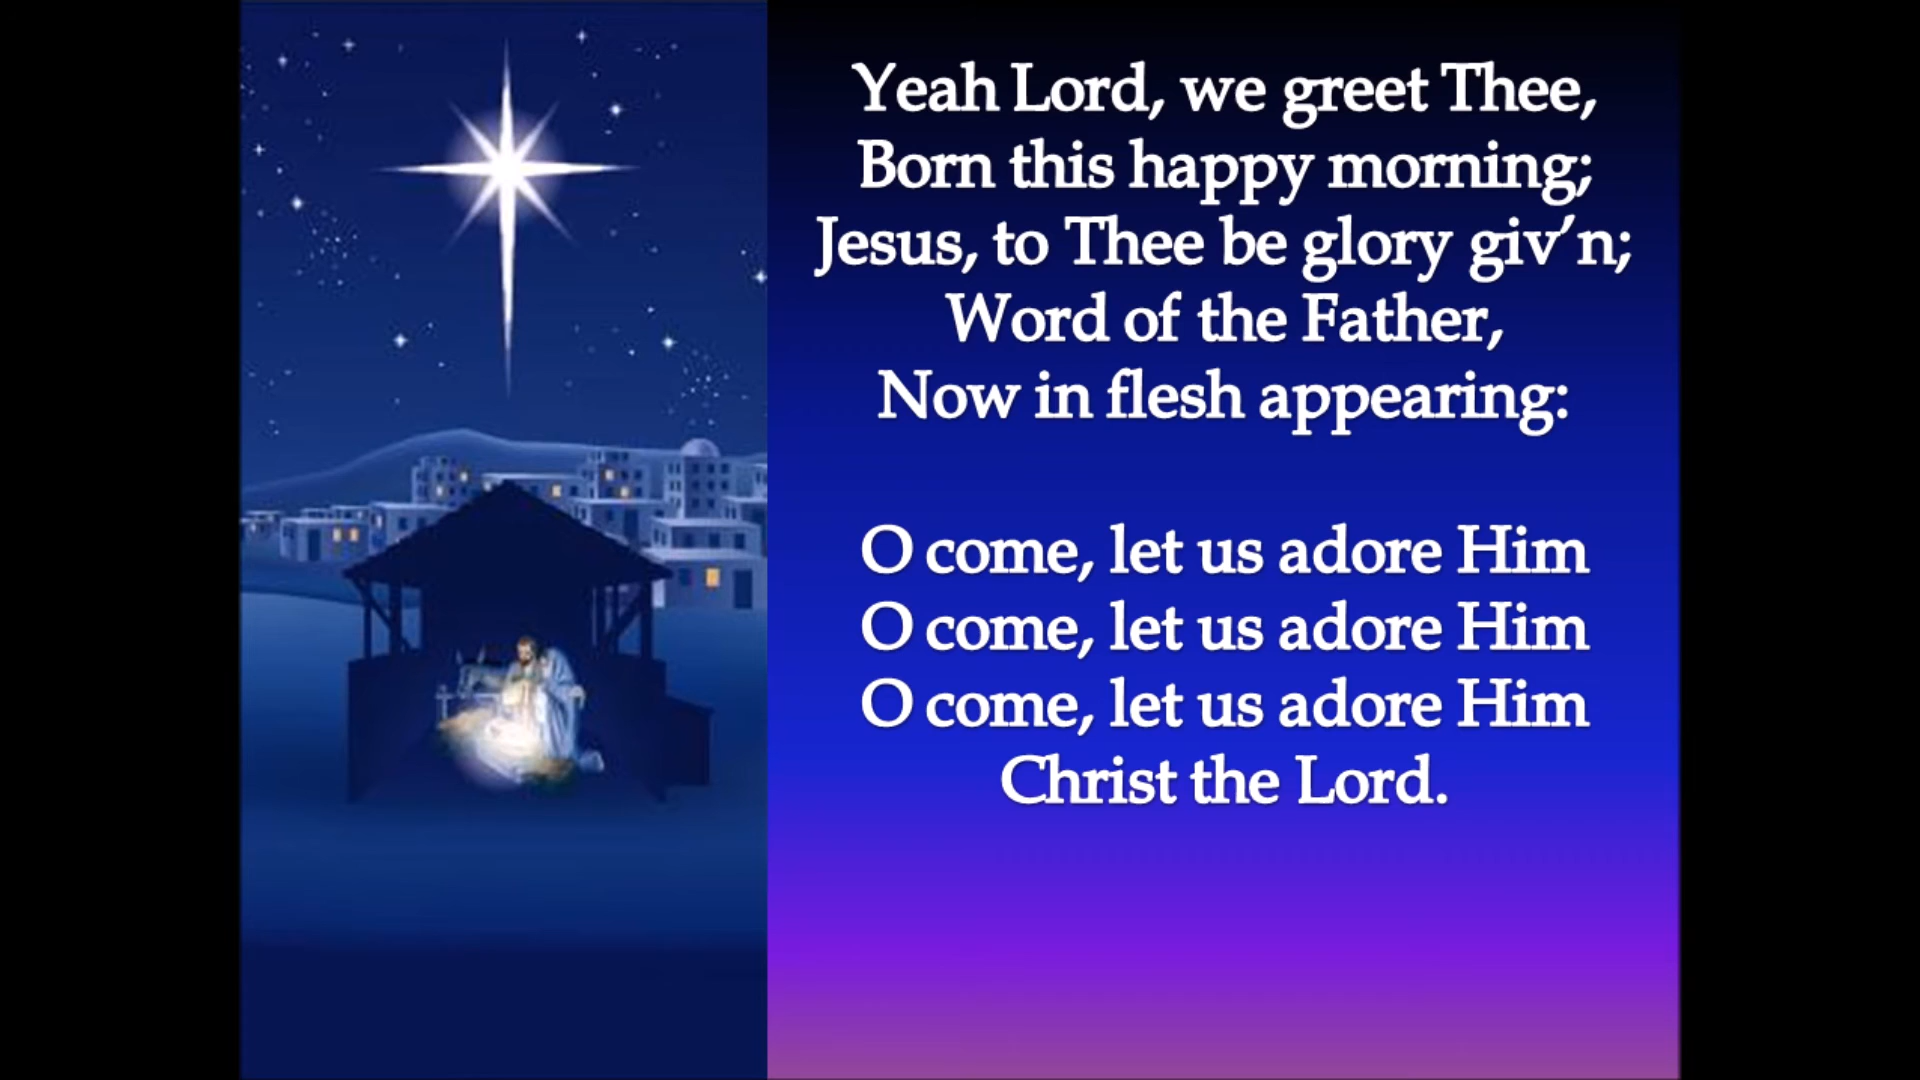 Yeah Lord, we greet Thee,
Born this happy morning;
Jesus, to Thee be glory giv’n;
Word of the Father,
Now in flesh appearing:
O come, let us adore Him
O come, let us adore Him
O come, let us adore Him
Christ the Lord.